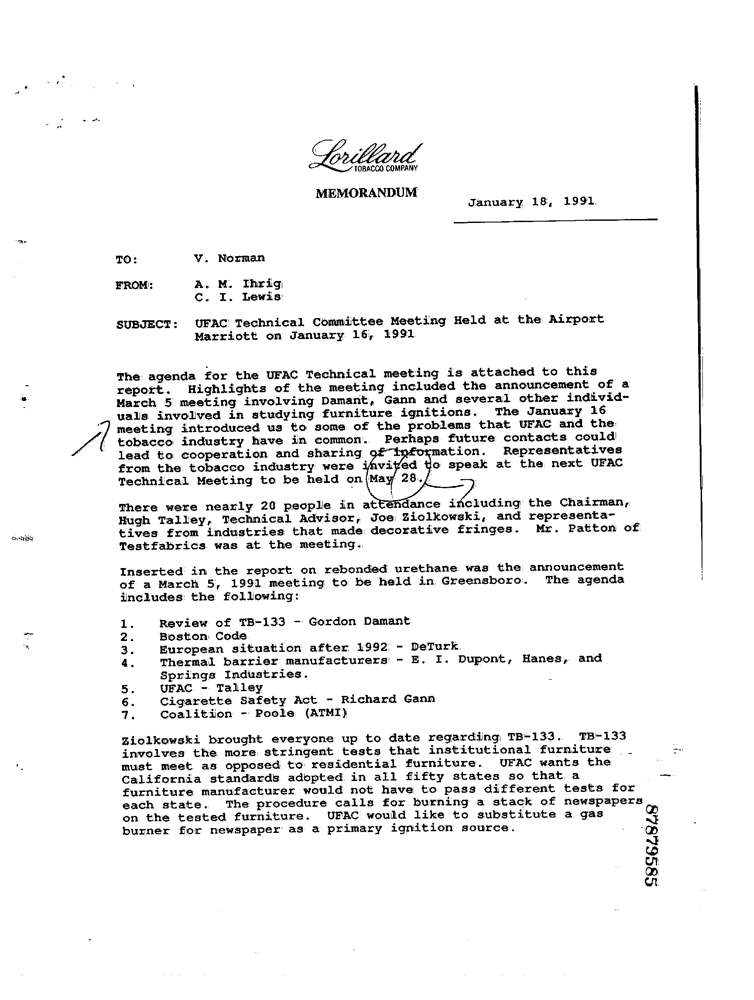 Lorillard
TOBACCO COMPANY
MEMORANDUM
January 18, 1991
TO: V. Norman
FROM: A. M. Ihrig
C. I. Lewis
SUBJECT: UFAC Technical Committee Meeting Held at the Airport
Marriott on January 16, 1991
The agenda for the UFAC Technical meeting is attached to this
report. Highlights of the meeting included the announcement of a
March 5 meeting involving Damant, Gann and several other individ-
uals involved in studying furniture ignitions. The January 16
meeting introduced us to some of the problems that UFAC and the
tobacco industry have in common. Perhaps future contacts could
lead to cooperation and sharing of information. Representatives
from the tobacco industry were invited to speak at the next UFAC
Technical Meeting to be held on May 28.
There were nearly 20 people in attendance including the Chairman,
Hugh Talley, Technical Advisor, Joe Ziolkowski, and representa-
tives from industries that made decorative fringes. Mr. Patton of
Testfabrics was at the meeting.
Inserted in the report on rebonded urethane was the announcement
of a March 5, 1991 meeting to be held in Greensboro. The agenda
includes the following:
1. Review of TB-133 - Gordon Damant
2. Boston Code
3. European situation after 1992 - DeTurk
4. Thermal barrier manufacturers - E. I. Dupont, Hanes, and
Springs Industries.
5. UFAC - Talley
6. Cigarette Safety Act - Richard Gann
7. Coalition - Poole (ATMI)
Ziolkowski brought everyone up to date regarding TB-133. TB-133
involves the more stringent tests that institutional furniture
must meet as opposed to residential furniture. UFAC wants the
California standards adopted in all fifty states so that a
furniture manufacturer would not have to pass different tests for
each state. The procedure calls for burning a stack of newspapers
on the tested furniture. UFAC would like to substitute a gas
burner for newspaper as a primary ignition source.
87879585